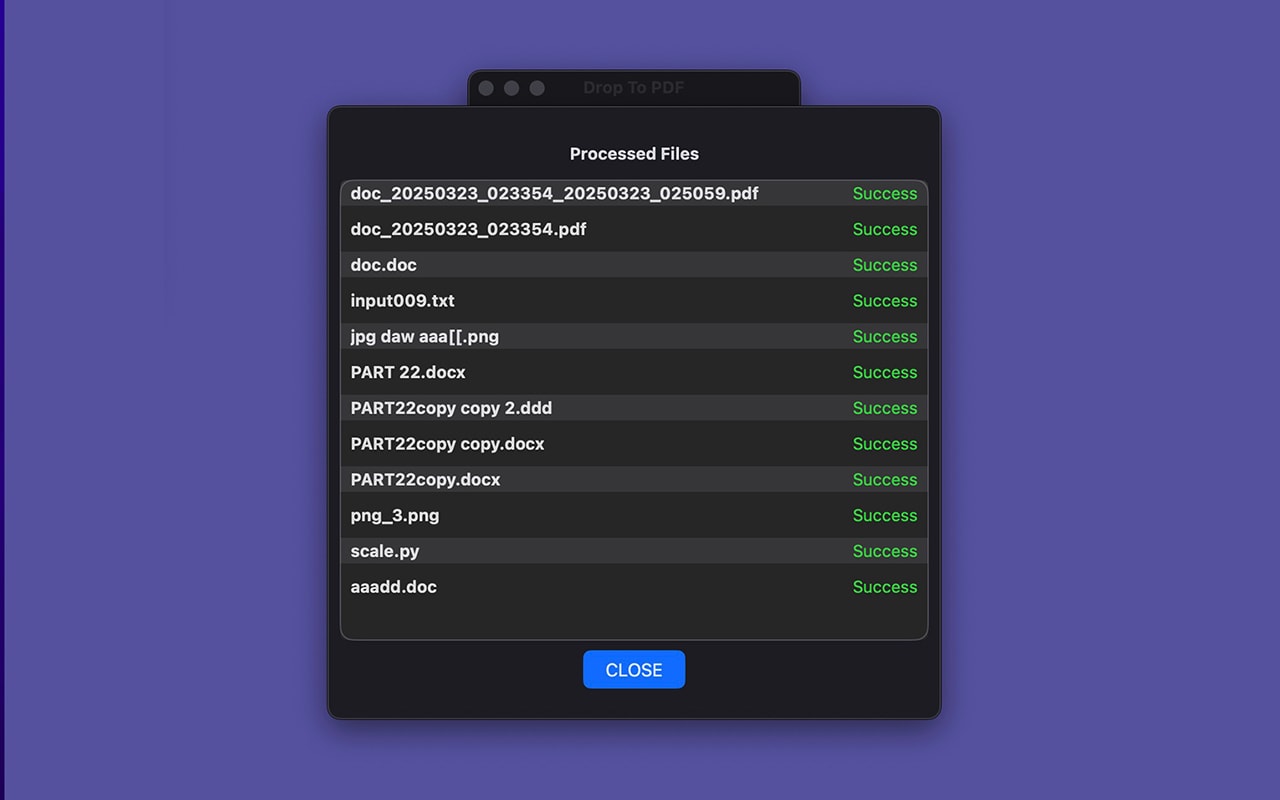 Drop To PDF
Processed Files
doc_20250323_023354_20250323_025059.pdf Success
doc_20250323_023354.pdf Success
doc.doc Success
input009.txt Success
jpg daw aaa[[.png Success
PART 22.docx Success
PART22copy copy 2.ddd Success
PART22copy copy.docx Success
PART22copy.docx Success
png_3.png Success
scale.py Success
aaadd.doc Success
CLOSE